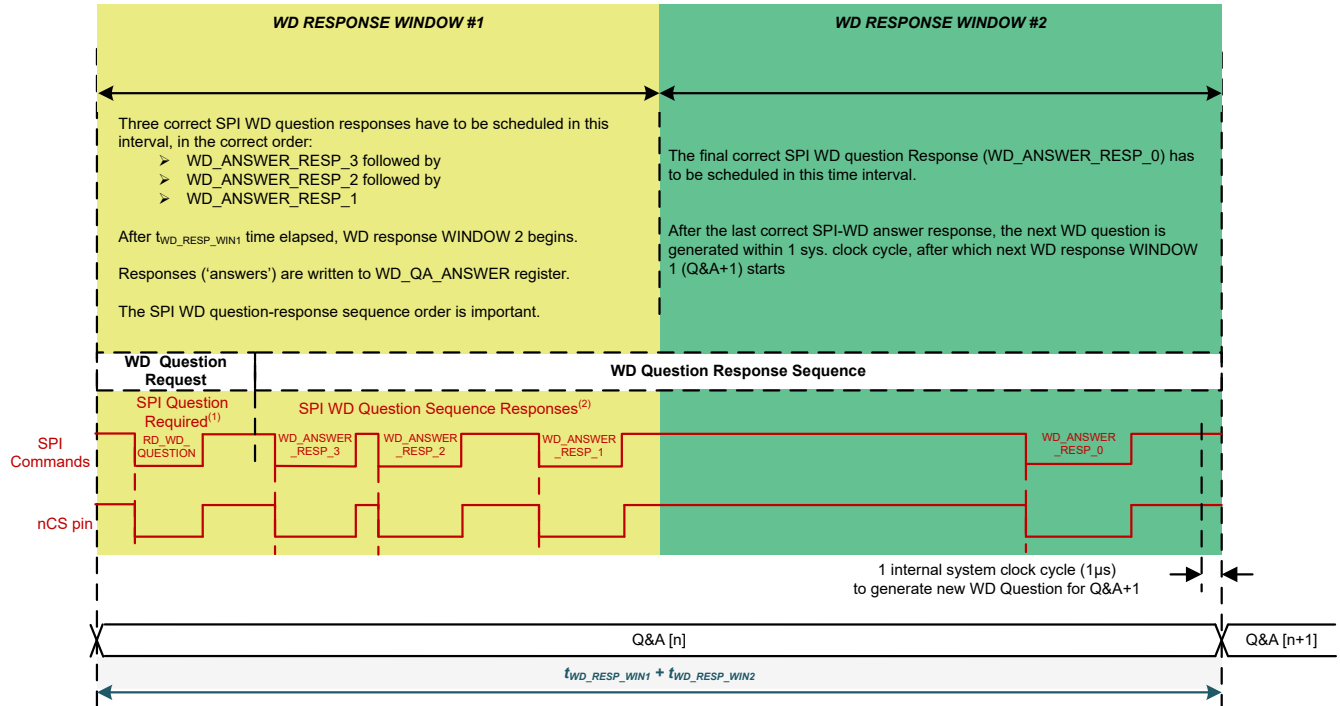 WD RESPONSE WINDOW #1
WD RESPONSE WINDOW #2
Three correct SPI WD question responses have to be scheduled in this
interval, in the correct order:
➢ WD_ANSWER_RESP_3 followed by
➢ WD_ANSWER_RESP_2 followed by
➢ WD_ANSWER_RESP_1
After tWD_RESP_WIN1 time elapsed, WD response WINDOW 2 begins.
Responses (‘answers’) are written to WD_QA_ANSWER register.
The SPI WD question-response sequence order is important.
The final correct SPI WD question Response (WD_ANSWER_RESP_0) has
to be scheduled in this time interval.
After the last correct SPI-WD answer response, the next WD question is
generated within 1 sys. clock cycle, after which next WD response WINDOW
1 (Q&A+1) starts
WD Question
Request
WD Question Response Sequence
SPI Question
Required(1)
SPI WD Question Sequence Responses(2)
SPI
Commands
RD_WD_
QUESTION
WD_ANSWER
_RESP_3
WD_ANSWER
_RESP_2
WD_ANSWER
_RESP_1
WD_ANSWER
_RESP_0
nCS pin
1 internal system clock cycle (1µs)
to generate new WD Question for Q&A+1
Q&A [n]
Q&A [n+1]
tWD_RESP_WIN1 + tWD_RESP_WIN2